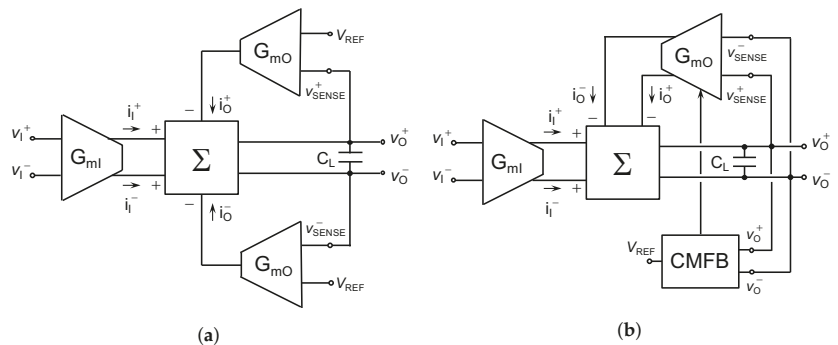 G_mO
V_REF
v_SENSE^+
i_O^+
−
i_I^+
+
v_I^+
v_O^+
G_mI
Σ
C_L
v_I^-
v_O^-
+
i_I^-
−
i_O^-
v_SENSE^-
G_mO
V_REF
(a)
v_SENSE^-
G_mO
v_SENSE^+
i_O^-
i_O^+
−
−
i_I^+
+
v_I^+
v_O^+
G_mI
Σ
C_L
v_I^-
v_O^-
+
i_I^-
v_O^+
V_REF
CMFB
v_O^-
(b)